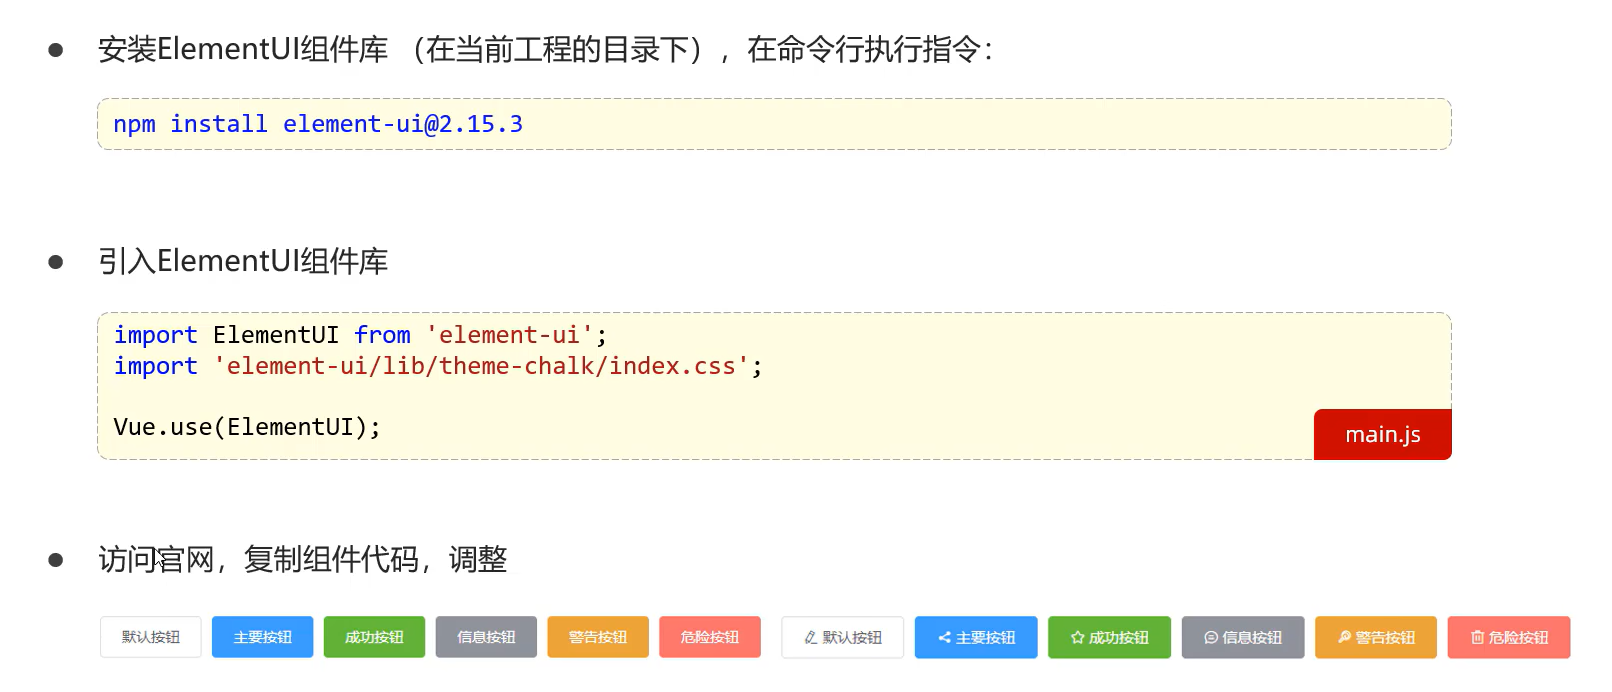 安装ElementUI组件库 （在当前工程的目录下），在命令行执行指令：
npm install element-ui@2.15.3
引入ElementUI组件库
import ElementUI from 'element-ui';
import 'element-ui/lib/theme-chalk/index.css';
Vue.use(ElementUI);
main.js
访问官网，复制组件代码，调整
默认按钮 主要按钮 成功按钮 信息按钮 警告按钮 危险按钮 默认按钮 主要按钮 成功按钮 信息按钮 警告按钮 危险按钮